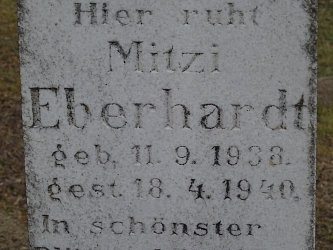 Hier ruht
Mitzi
Eberhardt
geb. 11. 9. 1938.
gest. 18. 4. 1940.
In schönster